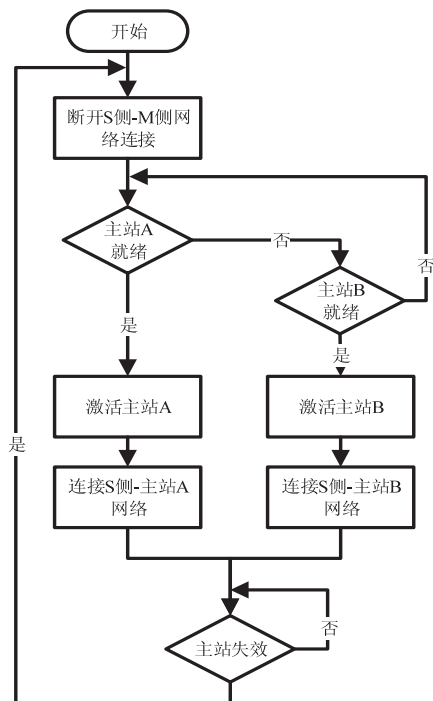 开始
断开S侧-M侧网
络连接
主站A
就绪
否
否
主站B
就绪
是
是
激活主站A
激活主站B
是
连接S侧-主站A
网络
连接S侧-主站B
网络
否
主站失效